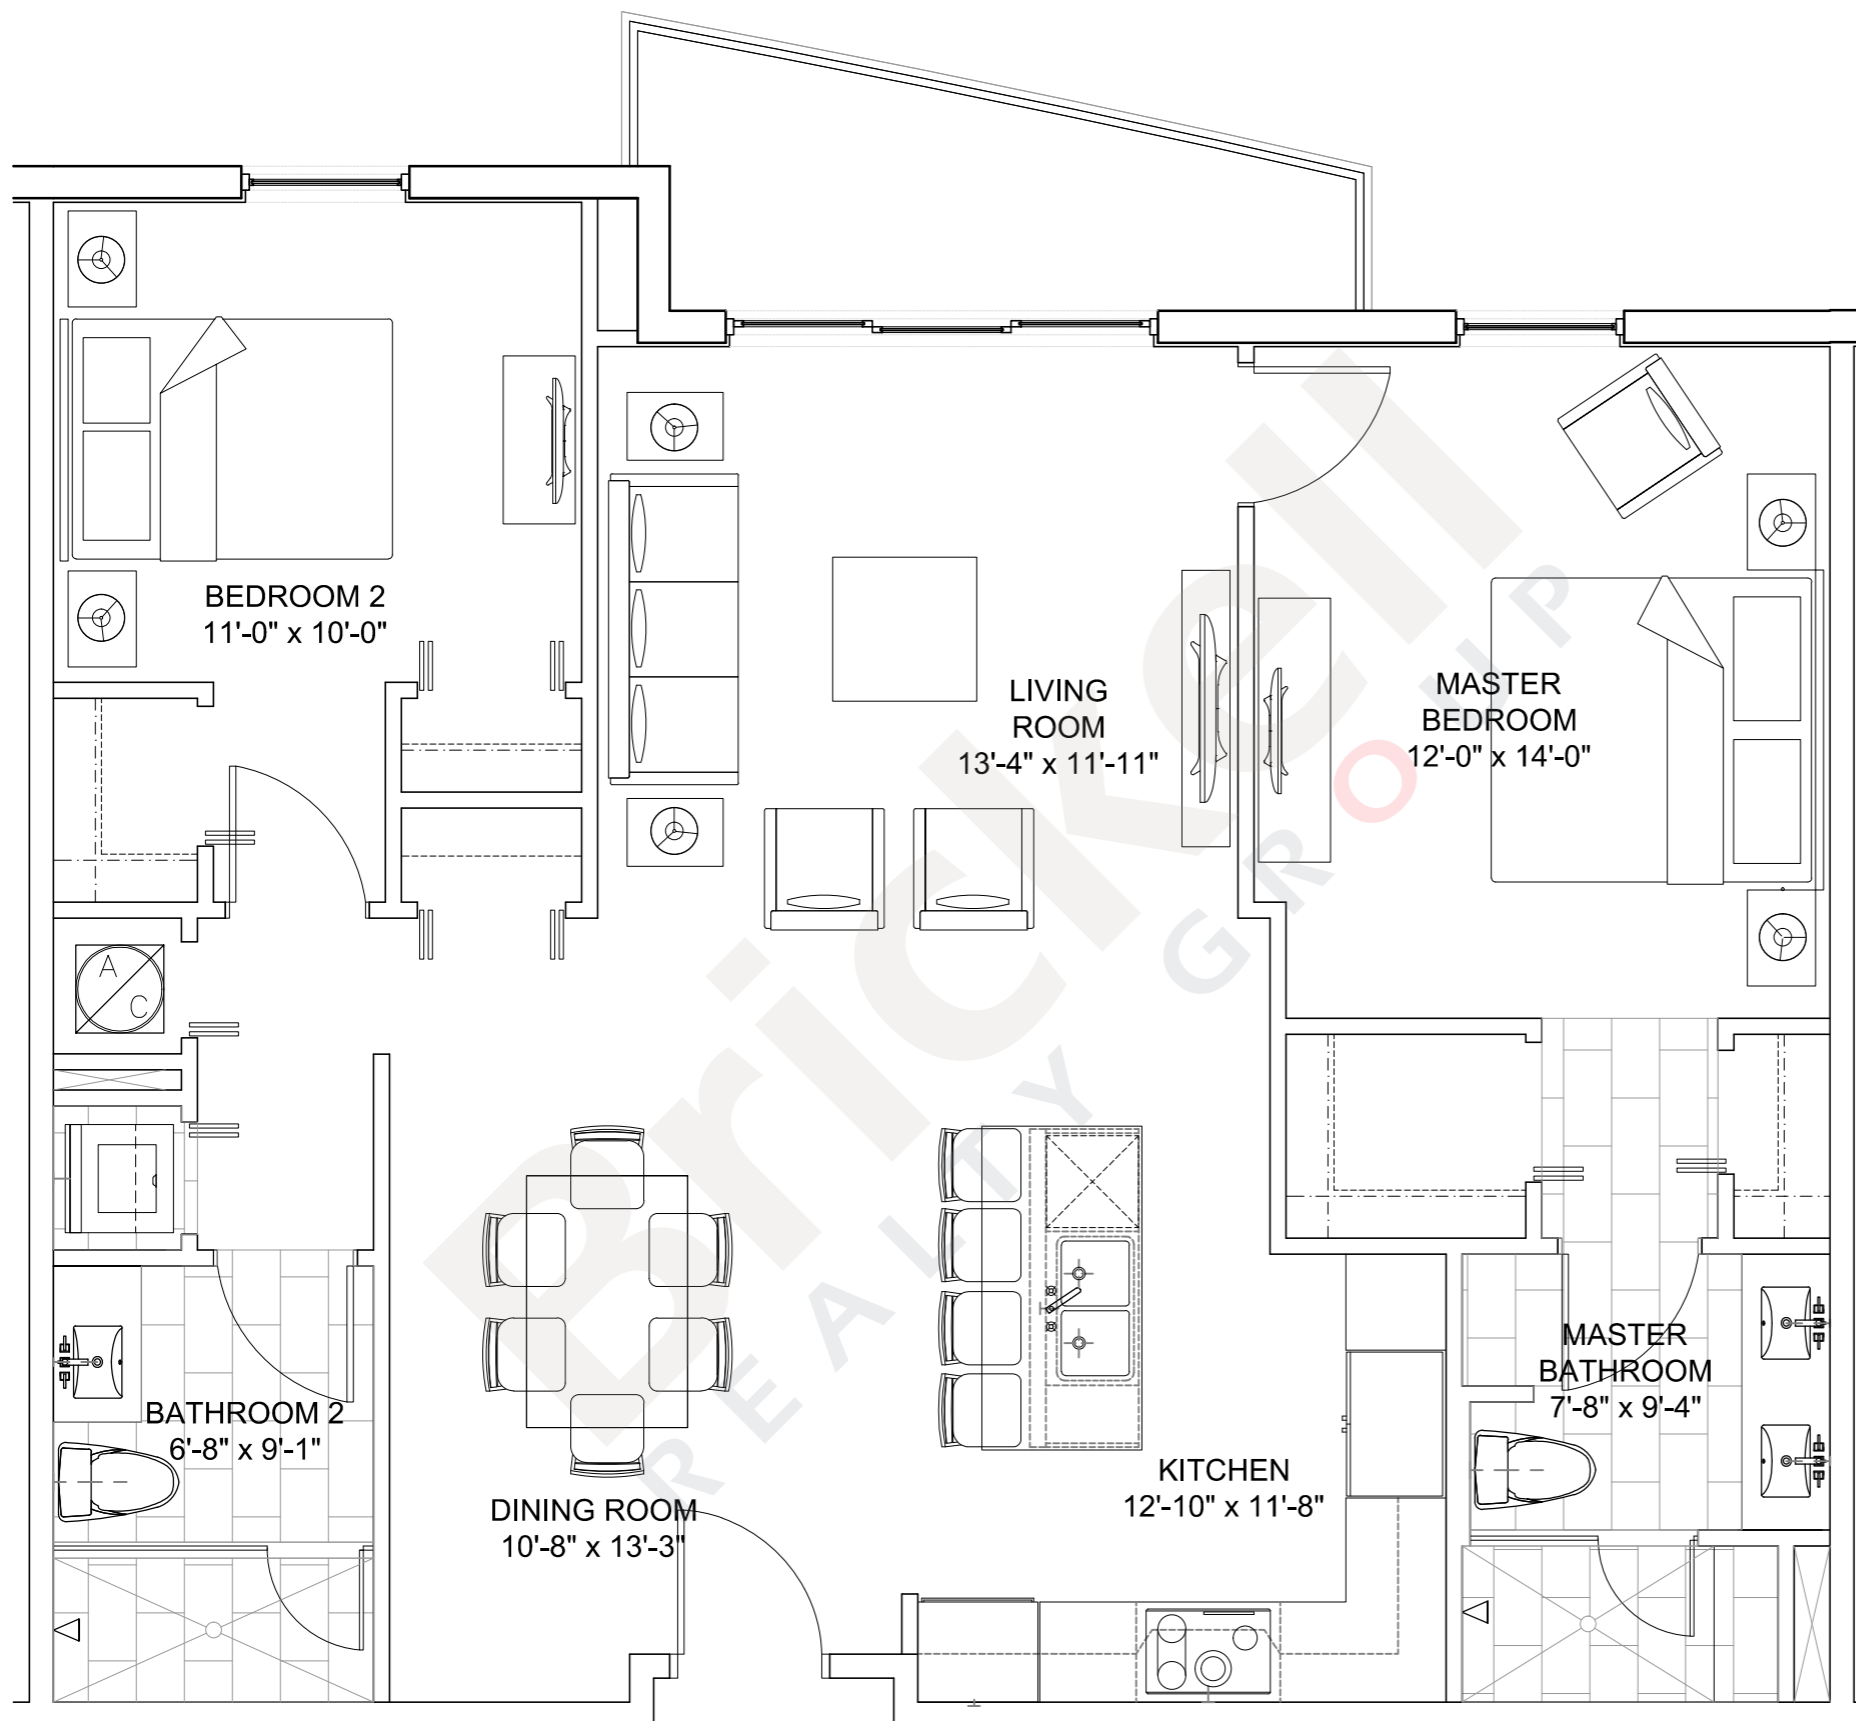 BEDROOM 2
11'-0" x 10'-0"
LIVING
ROOM
13'-4" x 11'-11"
MASTER
BEDROOM
12'-0" x 14'-0"
A
C
MASTER
BATHROOM
7'-8" x 9'-4"
BATHROOM 2
6'-8" x 9'-1"
KITCHEN
12'-10" x 11'-8"
DINING ROOM
10'-8" x 13'-3"
Brickell
REALTY GROUP